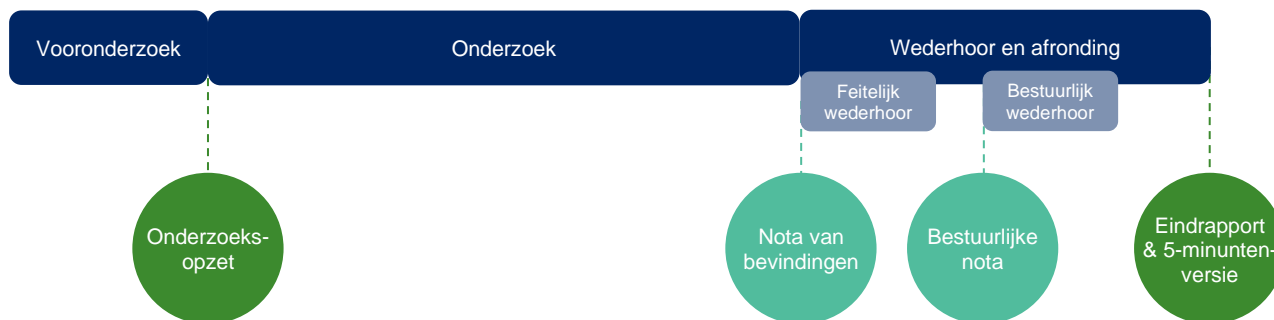 Vooronderzoek
Onderzoek
Wederhoor en afronding
Feitelijk
wederhoor
Bestuurlijk
wederhoor
Onderzoeks-
opzet
Nota van
bevindingen
Bestuurlijke
nota
Eindrapport
& 5-minunten-
versie